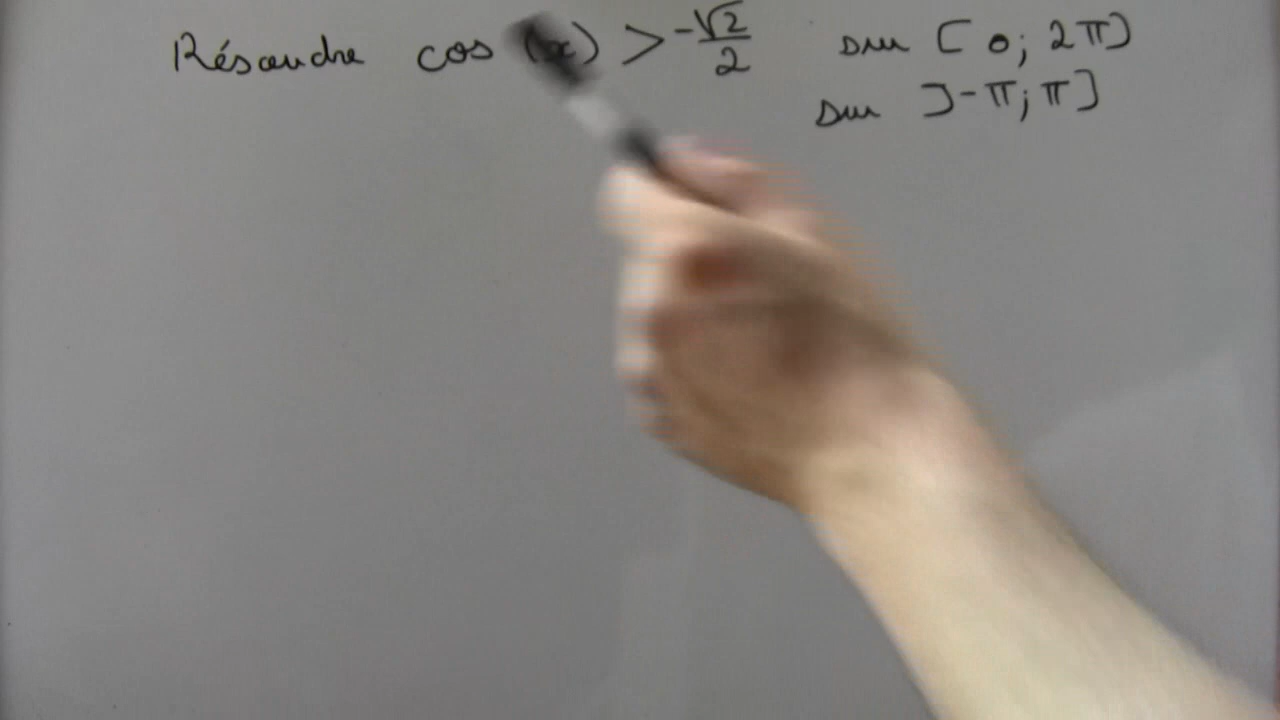 Résoudre cos (x) > -√2/2 sur [0; 2π]
sur ]-π; π]